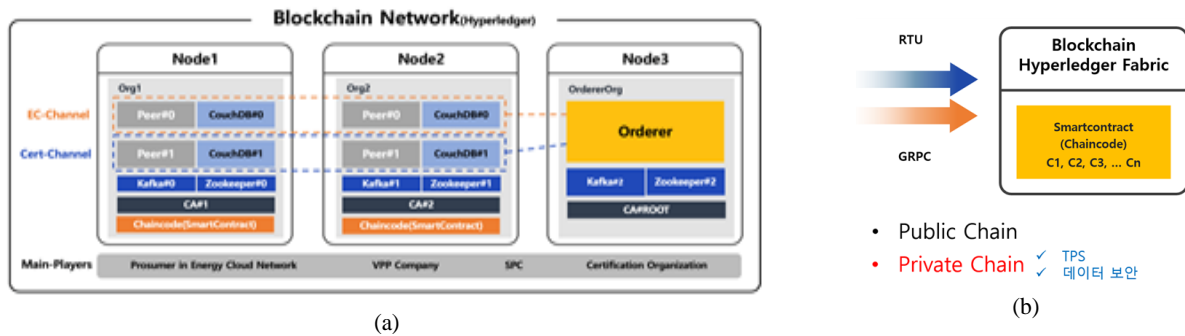 Blockchain Network(Hyperledger)
Node1
Node2
Node3
Org1
Org2
OrdererOrg
EC-Channel
Peer#0
CouchDB#0
Peer#0
CouchDB#0
Orderer
Cert-Channel
Peer#1
CouchDB#1
Peer#1
CouchDB#1
Kafka#0
Zookeeper#0
Kafka#1
Zookeeper#1
Kafka#2
Zookeeper#2
CA#1
CA#2
CA#ROOT
Chaincode(SmartContract)
Chaincode(SmartContract)
Main-Players
Prosumer in Energy Cloud Network
VPP Company
SPC
Certification Organization
(a)
RTU
GRPC
Blockchain
Hyperledger Fabric
Smartcontract
(Chaincode)
C1, C2, C3, ... Cn
• Public Chain
• Private Chain
✓ TPS
✓ 데이터 보안
(b)